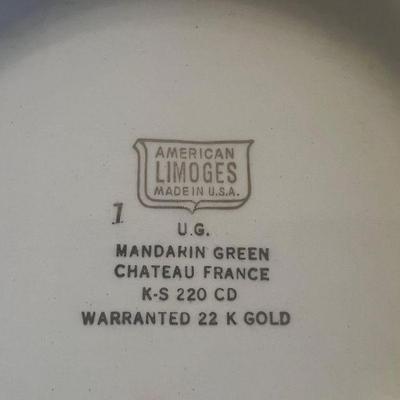 AMERICAN
LIMOGES
MADE IN U.S.A.
1
U.G.
MANDARIN GREEN
CHATEAU FRANCE
K-S 220 CD
WARRANTED 22 K GOLD